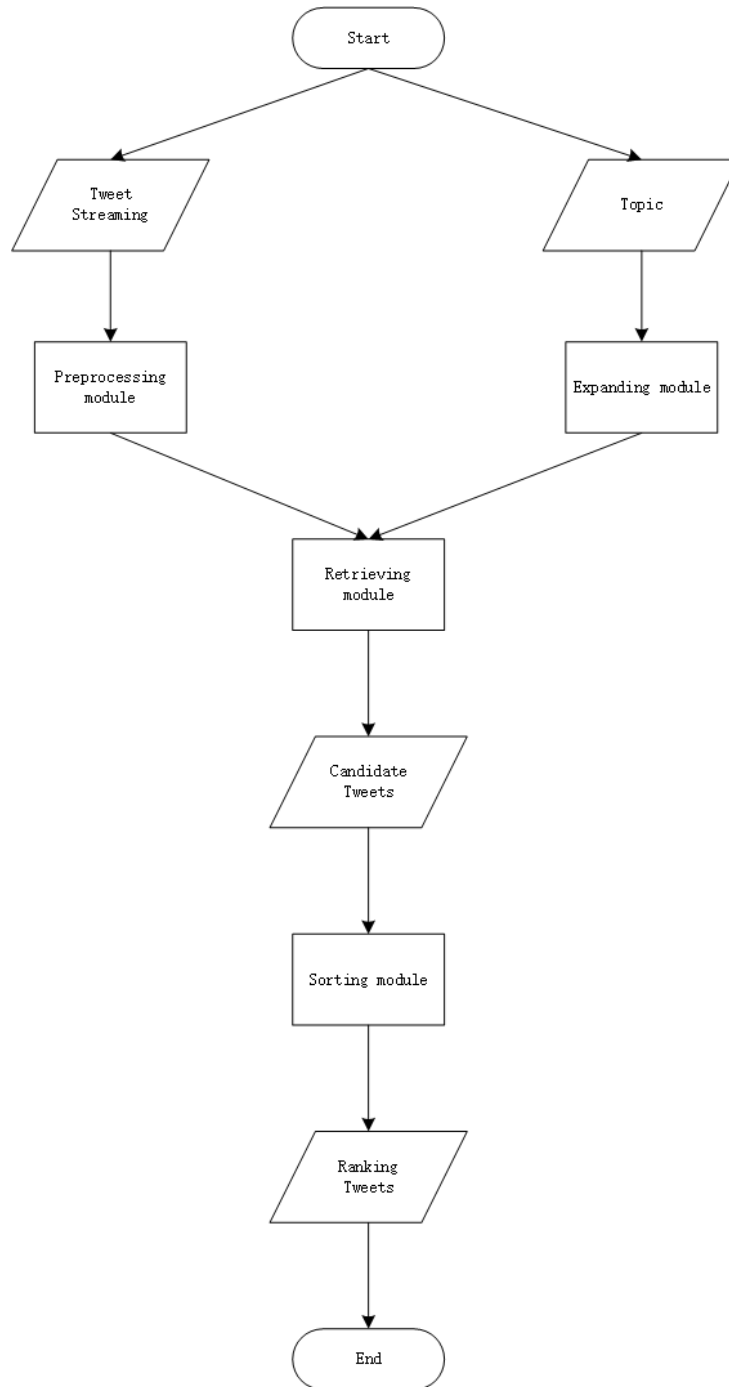 Start
Tweet
Streaming
Topic
Preprocessing
module
Expanding module
Retrieving
module
Candidate
Tweets
Sorting module
Ranking
Tweets
End